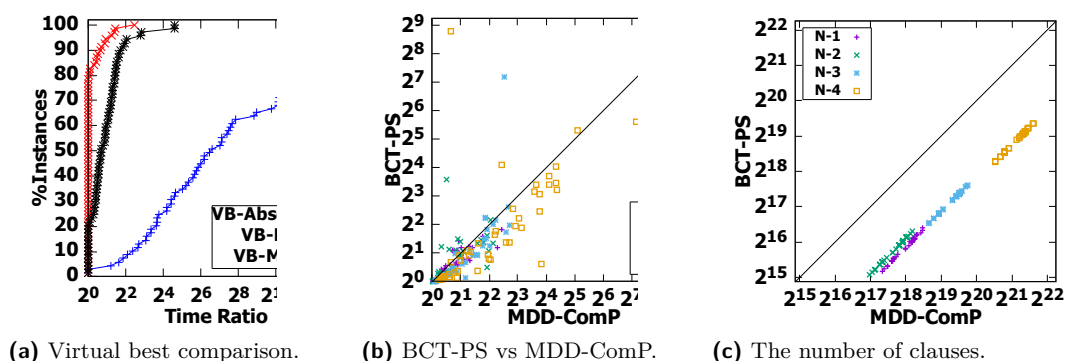 100
90
80
70
60
50
40
30
20
10
0
%Instances
2^0 2^2 2^4 2^6 2^8
Time Ratio
VB-Abs
VB-
VB-M
(a) Virtual best comparison.
2^9
2^8
2^7
2^6
2^5
2^4
2^3
2^2
2^1
2^0
BCT-PS
2^0 2^1 2^2 2^3 2^4 2^5 2^6 2^7
MDD-ComP
(b) BCT-PS vs MDD-ComP.
2^22
2^21
2^20
2^19
2^18
2^17
2^16
2^15
BCT-PS
N-1
N-2
N-3
N-4
2^15 2^16 2^17 2^18 2^19 2^20 2^21 2^22
MDD-ComP
(c) The number of clauses.